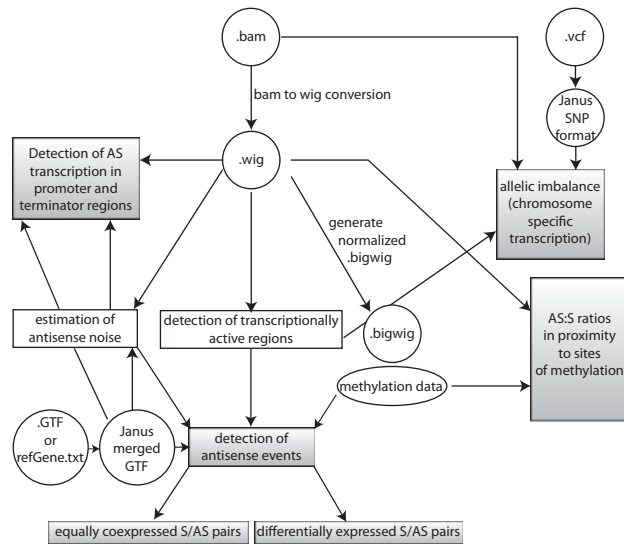 .bam
.vcf
bam to wig conversion
Janus
SNP
format
Detection of AS
transcription in
promoter and
terminator regions
.wig
allelic imbalance
(chromosome
specific
transcription)
generate
normalized
.bigwig
estimation of
antisense noise
detection of transcriptionally
active regions
.bigwig
AS:S ratios
in proximity
to sites
of methylation
methylation data
.GTF
or
refGene.txt
Janus
merged
GTF
detection of
antisense events
equally coexpressed S/AS pairs
differentially expressed S/AS pairs